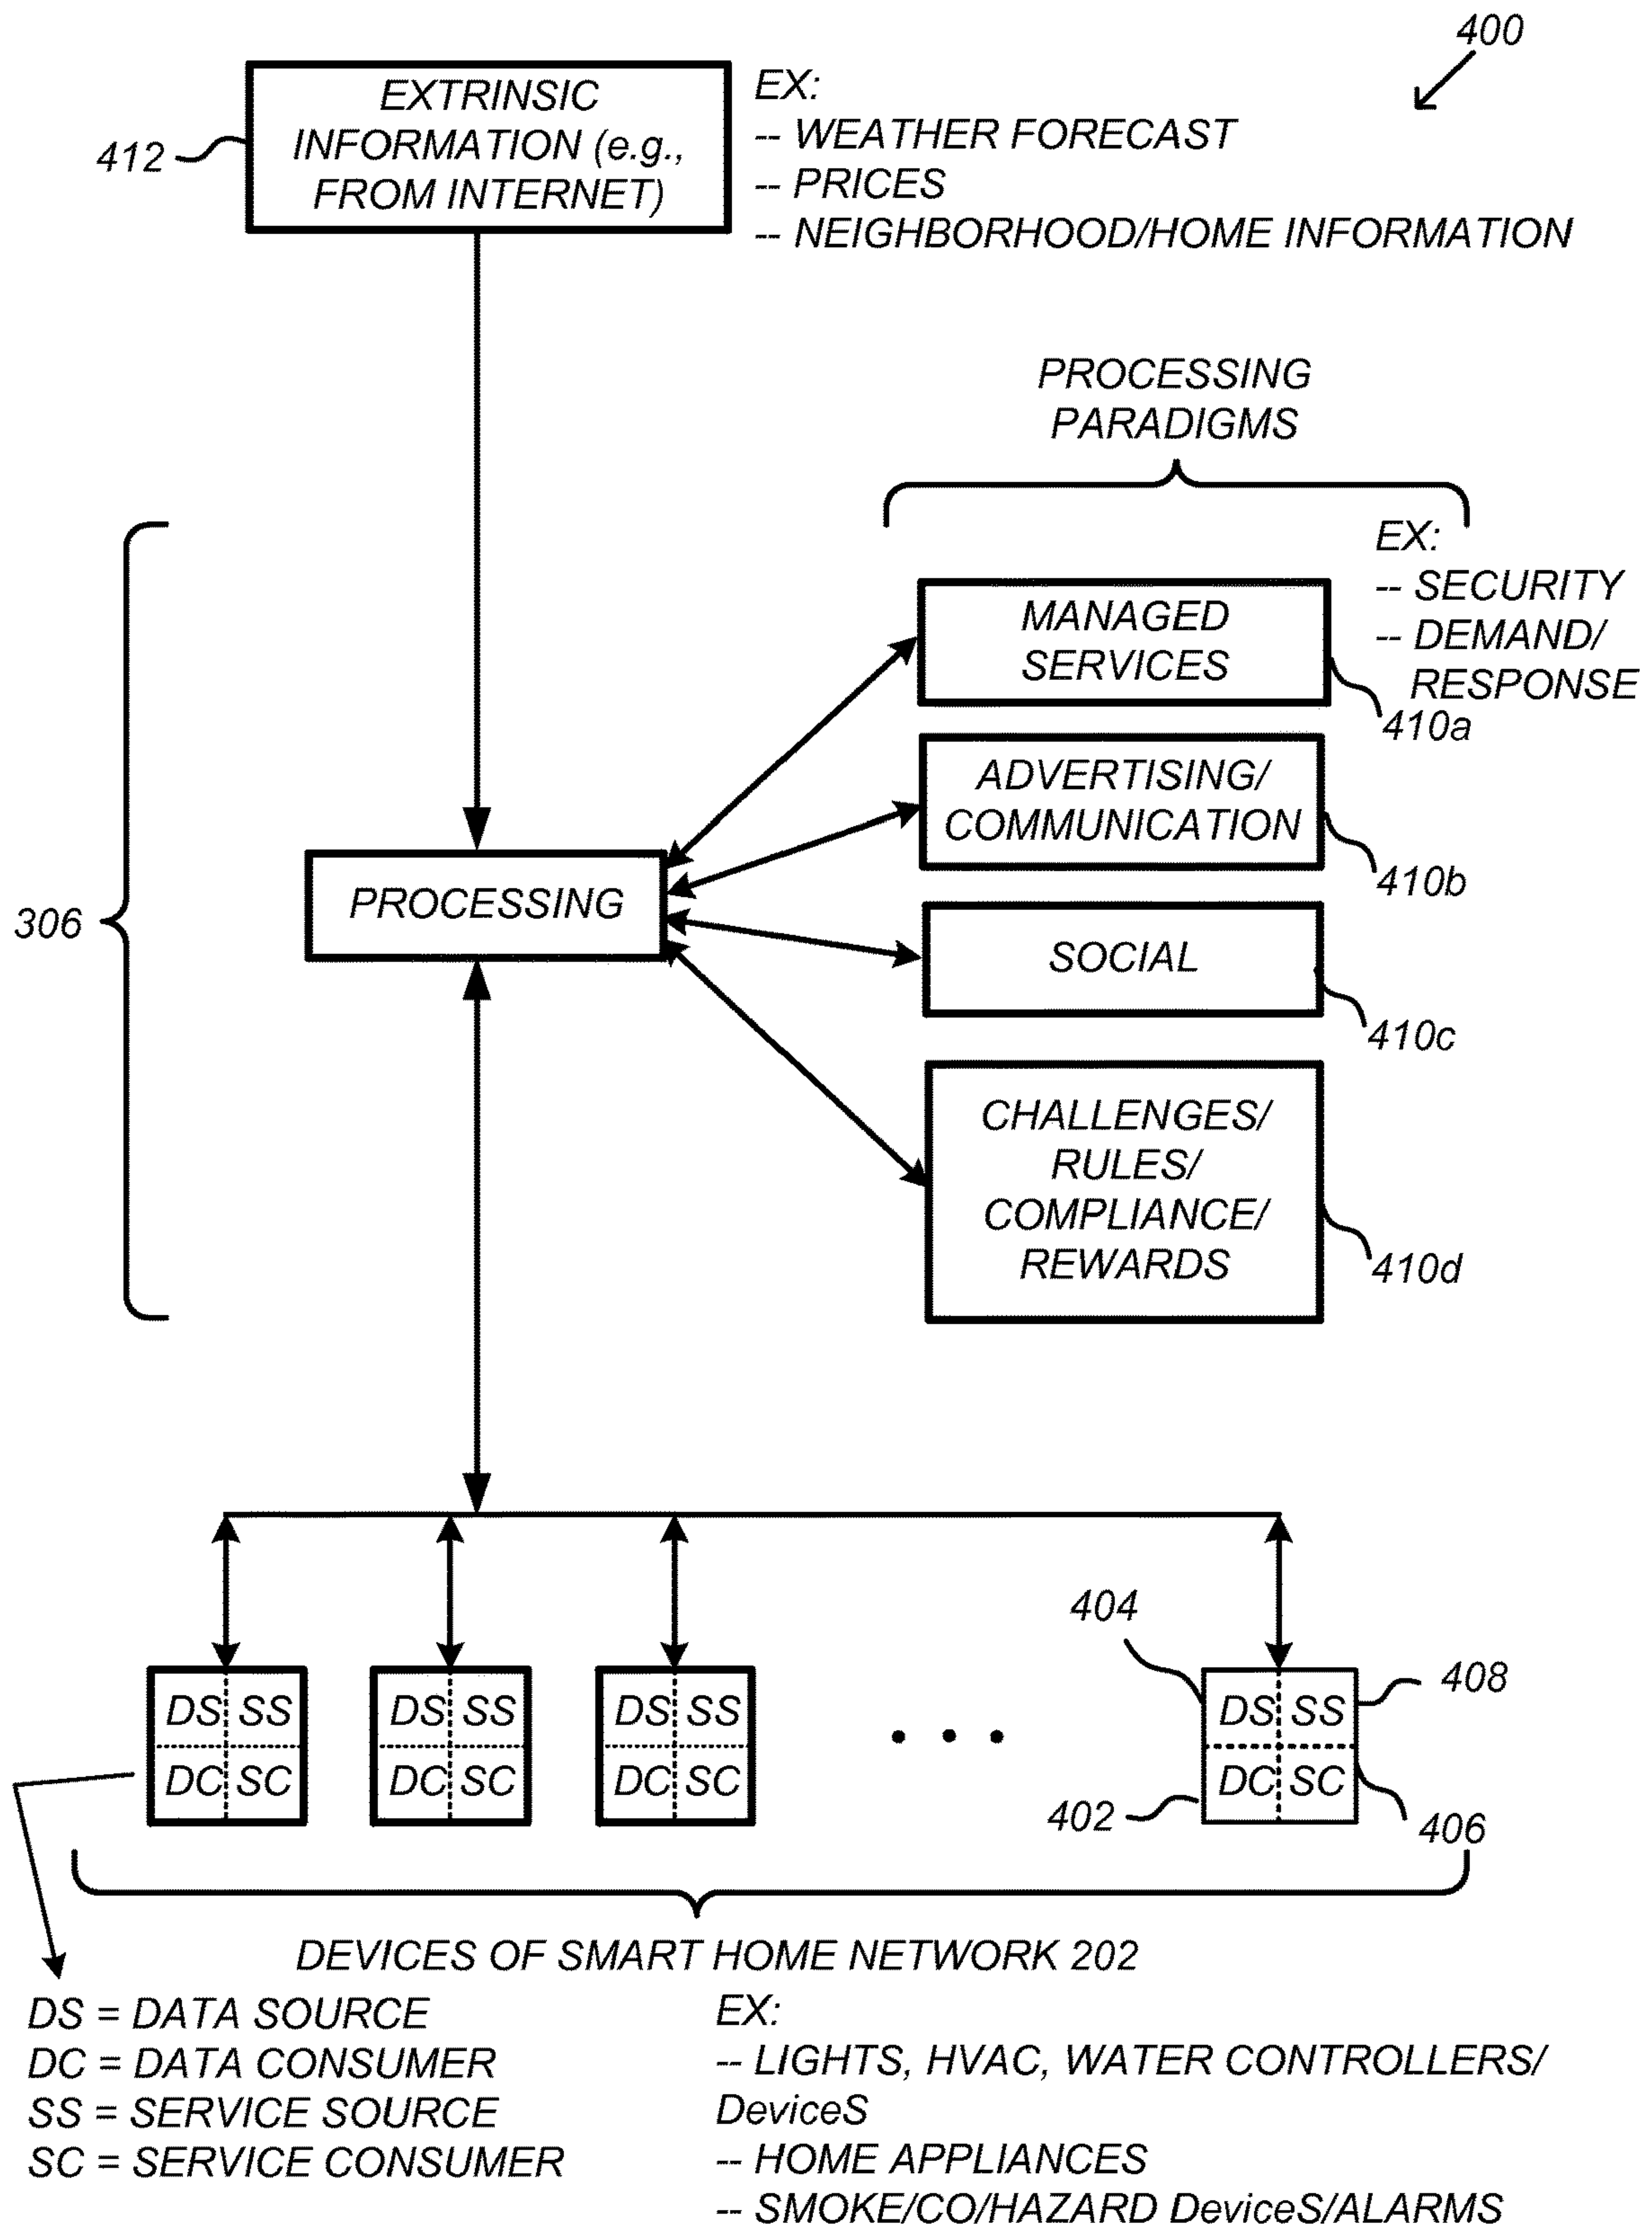 400
EXTRINSIC
INFORMATION (e.g.,
FROM INTERNET)
412
EX:
-- WEATHER FORECAST
-- PRICES
-- NEIGHBORHOOD/HOME INFORMATION
PROCESSING
PARADIGMS
EX:
-- SECURITY
-- DEMAND/
RESPONSE
MANAGED
SERVICES
410a
ADVERTISING/
COMMUNICATION
410b
PROCESSING
306
SOCIAL
410c
CHALLENGES/
RULES/
COMPLIANCE/
REWARDS
410d
404
408
DS SS
DC SC
DS SS
DC SC
DS SS
DC SC
. . .
DS SS
DC SC
402
406
DEVICES OF SMART HOME NETWORK 202
DS = DATA SOURCE
DC = DATA CONSUMER
SS = SERVICE SOURCE
SC = SERVICE CONSUMER
EX:
-- LIGHTS, HVAC, WATER CONTROLLERS/
DeviceS
-- HOME APPLIANCES
-- SMOKE/CO/HAZARD DeviceS/ALARMS